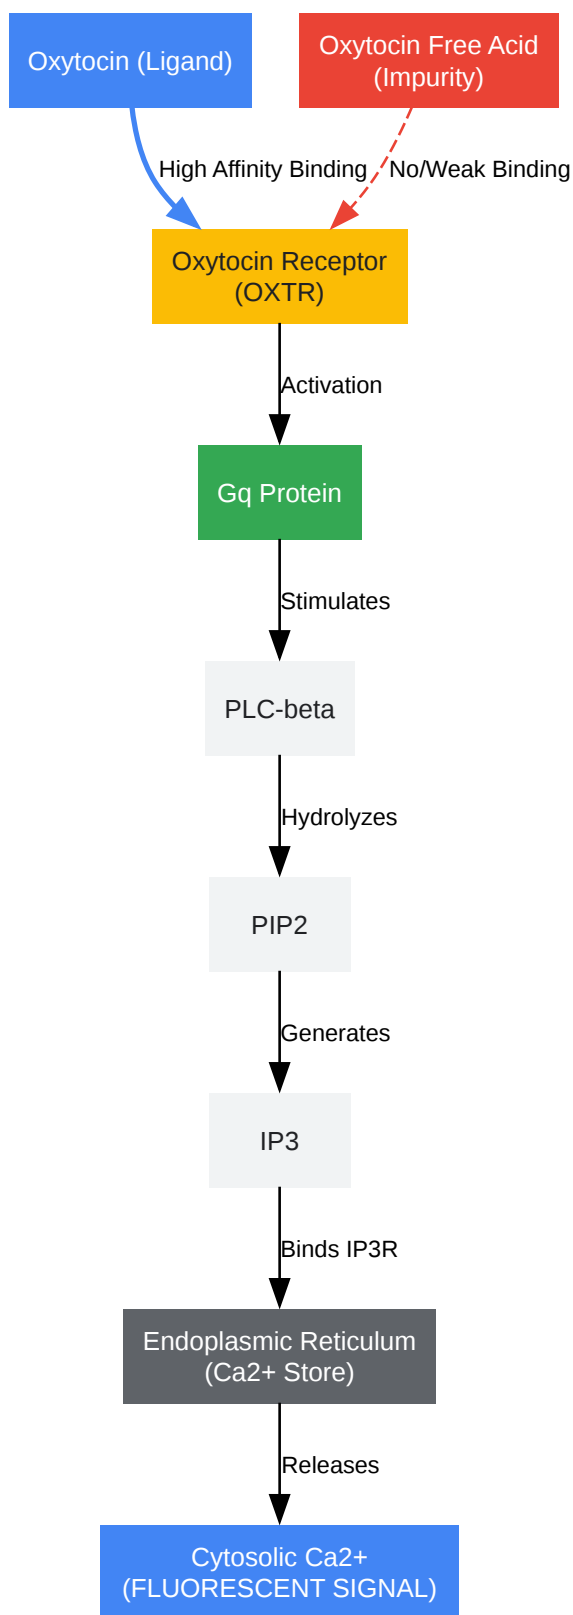 Oxytocin (Ligand)
Oxytocin Free Acid
(Impurity)
High Affinity Binding
No/Weak Binding
Oxytocin Receptor
(OXTR)
Activation
Gq Protein
Stimulates
PLC-beta
Hydrolyzes
PIP2
Generates
IP3
Binds IP3R
Endoplasmic Reticulum
(Ca2+ Store)
Releases
Cytosolic Ca2+
(FLUORESCENT SIGNAL)